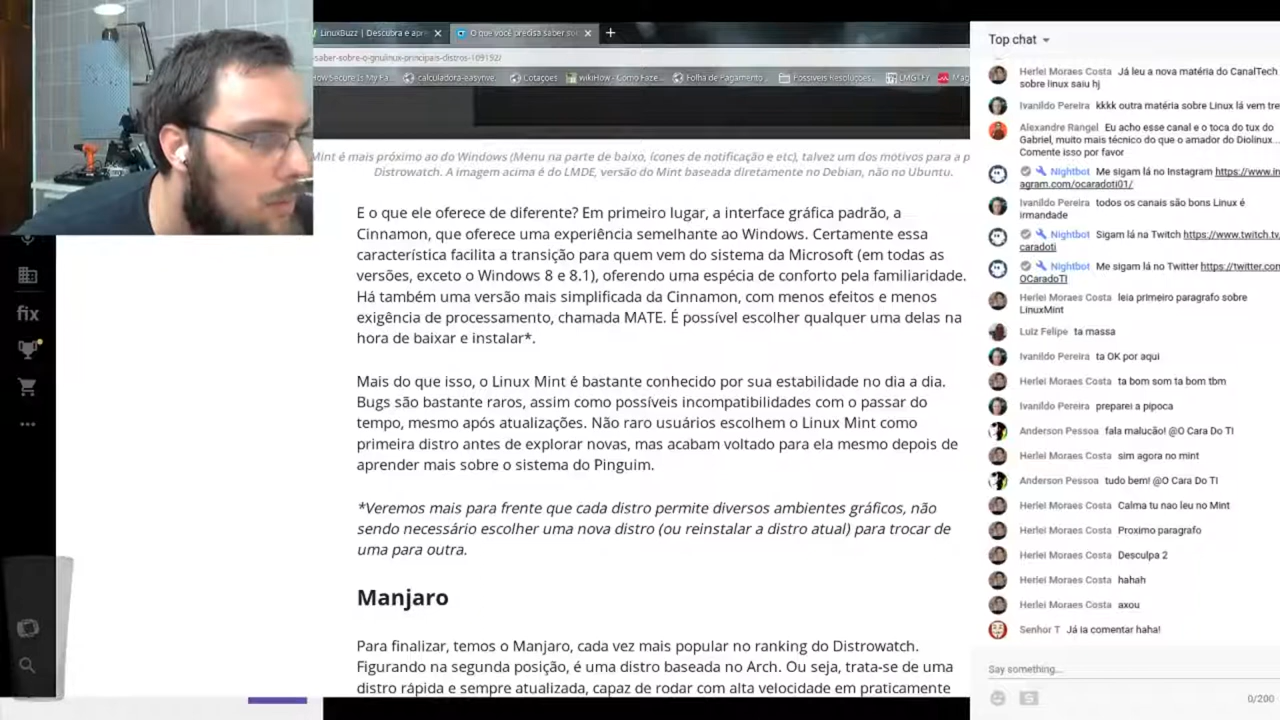 LinuxBuzz | Descubra e apre
O que você precisa saber so
saber-sobre-o-gnulinux-principais-distros-109192/
HowSecure Is My Pa
calculadora-easynve..
Cotações
wikiHow - Como Faze...
Folha de Pagamento
Possíveis Resoluções...
LMGTFY
Mag
Mint é mais próximo ao do Windows (Menu na parte de baixo, ícones de notificação e etc), talvez um dos motivos para a p
Distrowatch. A imagem acima é do LMDE, versão do Mint baseada diretamente no Debian, não no Ubuntu.
E o que ele oferece de diferente? Em primeiro lugar, a interface gráfica padrão, a
Cinnamon, que oferece uma experiência semelhante ao Windows. Certamente essa
característica facilita a transição para quem vem do sistema da Microsoft (em todas as
versões, exceto o Windows 8 e 8.1), oferendo uma espécia de conforto pela familiaridade.
Há também uma versão mais simplificada da Cinnamon, com menos efeitos e menos
exigência de processamento, chamada MATE. É possível escolher qualquer uma delas na
hora de baixar e instalar*.
Mais do que isso, o Linux Mint é bastante conhecido por sua estabilidade no dia a dia.
Bugs são bastante raros, assim como possíveis incompatibilidades com o passar do
tempo, mesmo após atualizações. Não raro usuários escolhem o Linux Mint como
primeira distro antes de explorar novas, mas acabam voltado para ela mesmo depois de
aprender mais sobre o sistema do Pinguim.
*Veremos mais para frente que cada distro permite diversos ambientes gráficos, não
sendo necessário escolher uma nova distro (ou reinstalar a distro atual) para trocar de
uma para outra.
Manjaro
Para finalizar, temos o Manjaro, cada vez mais popular no ranking do Distrowatch.
Figurando na segunda posição, é uma distro baseada no Arch. Ou seja, trata-se de uma
distro rápida e sempre atualizada, capaz de rodar com alta velocidade em praticamente
fix
Top chat
Herlei Moraes Costa Já leu a nova matéria do CanalTech
sobre linux saiu hj
Ivanildo Pereira kkkk outra matéria sobre Linux lá vem tre
Alexandre Rangel Eu acho esse canal e o toca do tux do
Gabriel, muito mais técnico do que o amador do Diolinux...
Comente isso por favor
Nightbot Me sigam lá no Instagram https://www.in
agram.com/ocaradoti01/
Ivanildo Pereira todos os canais são bons Linux é
irmandade
Nightbot Sigam lá na Twitch https://www.twitch.tv
caradoti
Nightbot Me sigam lá no Twitter https://twitter.com
OCaradoTI
Herlei Moraes Costa leia primeiro paragrafo sobre
LinuxMint
Luiz Felipe ta massa
Ivanildo Pereira ta OK por aqui
Herlei Moraes Costa ta bom som ta bom tbm
Ivanildo Pereira preparei a pipoca
Anderson Pessoa fala malucão! @O Cara Do TI
Herlei Moraes Costa sim agora no mint
Anderson Pessoa tudo bem! @O Cara Do TI
Herlei Moraes Costa Calma tu nao leu no Mint
Herlei Moraes Costa Proximo paragrafo
Herlei Moraes Costa Desculpa 2
Herlei Moraes Costa hahah
Herlei Moraes Costa axou
Senhor T Já ia comentar haha!
Say something...
0/200